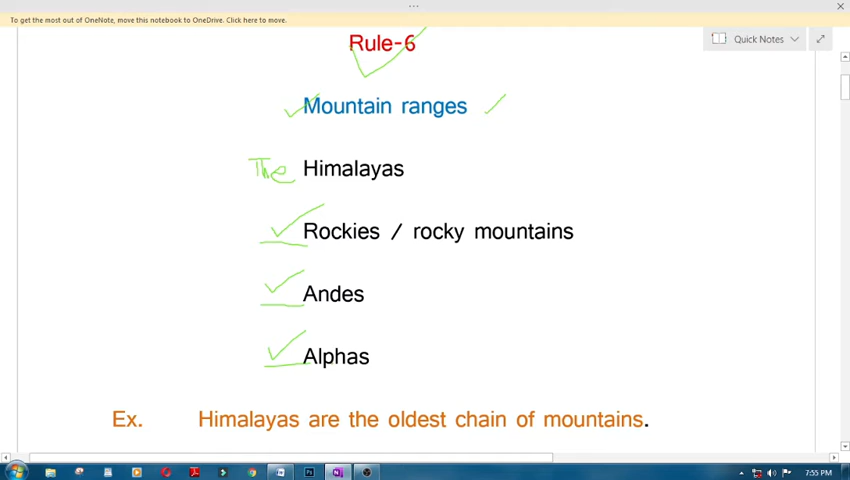 To get the most out of OneNote, move this notebook to OneDrive. Click here to move.
Quick Notes
Rule-6
Mountain ranges
The Himalayas
Rockies / rocky mountains
Andes
Alphas
Ex. Himalayas are the oldest chain of mountains.
7:55 PM